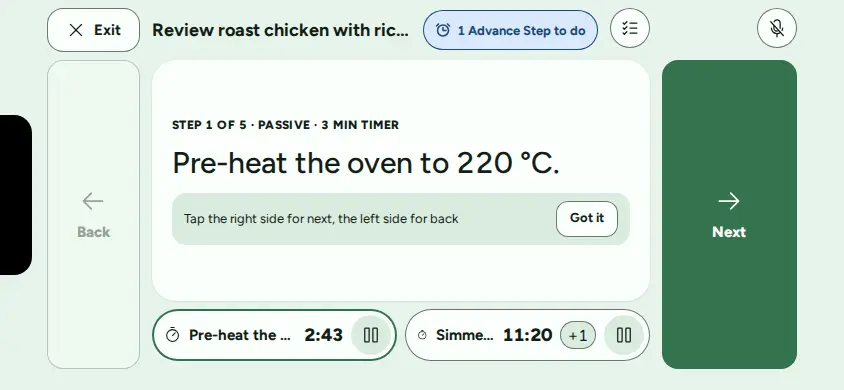 Exit
Review roast chicken with ric...
1 Advance Step to do
STEP 1 OF 5 · PASSIVE · 3 MIN TIMER
Pre-heat the oven to 220 °C.
Tap the right side for next, the left side for back
Got it
Back
Next
Pre-heat the ... 2:43
Simme... 11:20 +1